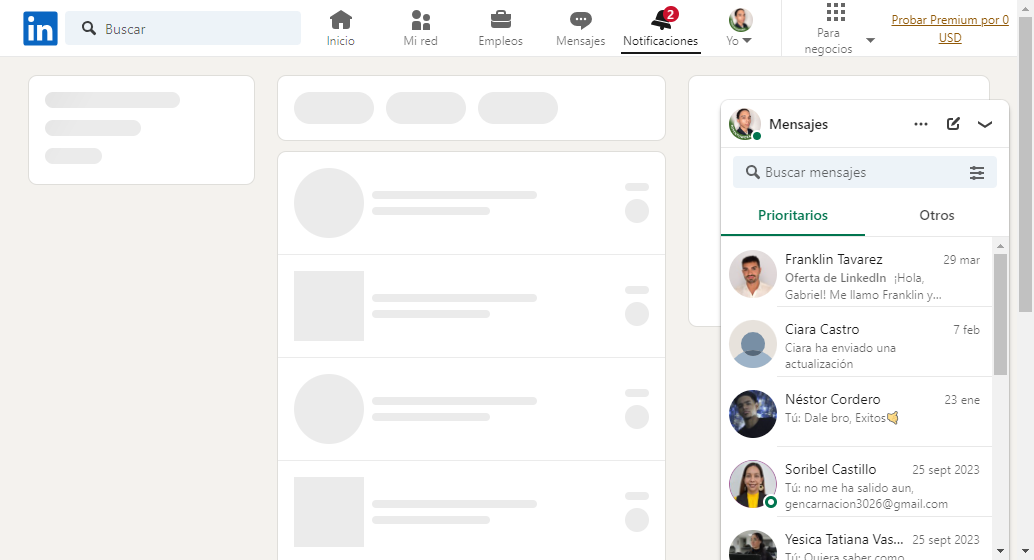 in
Buscar
Inicio
Mi red
Empleos
Mensajes
2
Notificaciones
Yo
Para
negocios
Probar Premium por 0
USD
Mensajes
Buscar mensajes
Prioritarios
Otros
Franklin Tavarez
29 mar
Oferta de LinkedIn ¡Hola,
Gabriel! Me llamo Franklin y...
Ciara Castro
7 feb
Ciara ha enviado una
actualización
Néstor Cordero
23 ene
Tú: Dale bro, Exitos
Soribel Castillo
25 sept 2023
Tú: no me ha salido aun,
gencarnacion3026@gmail.com
Yesica Tatiana Vas...
25 sept 2023
Tú: Quiera saber como